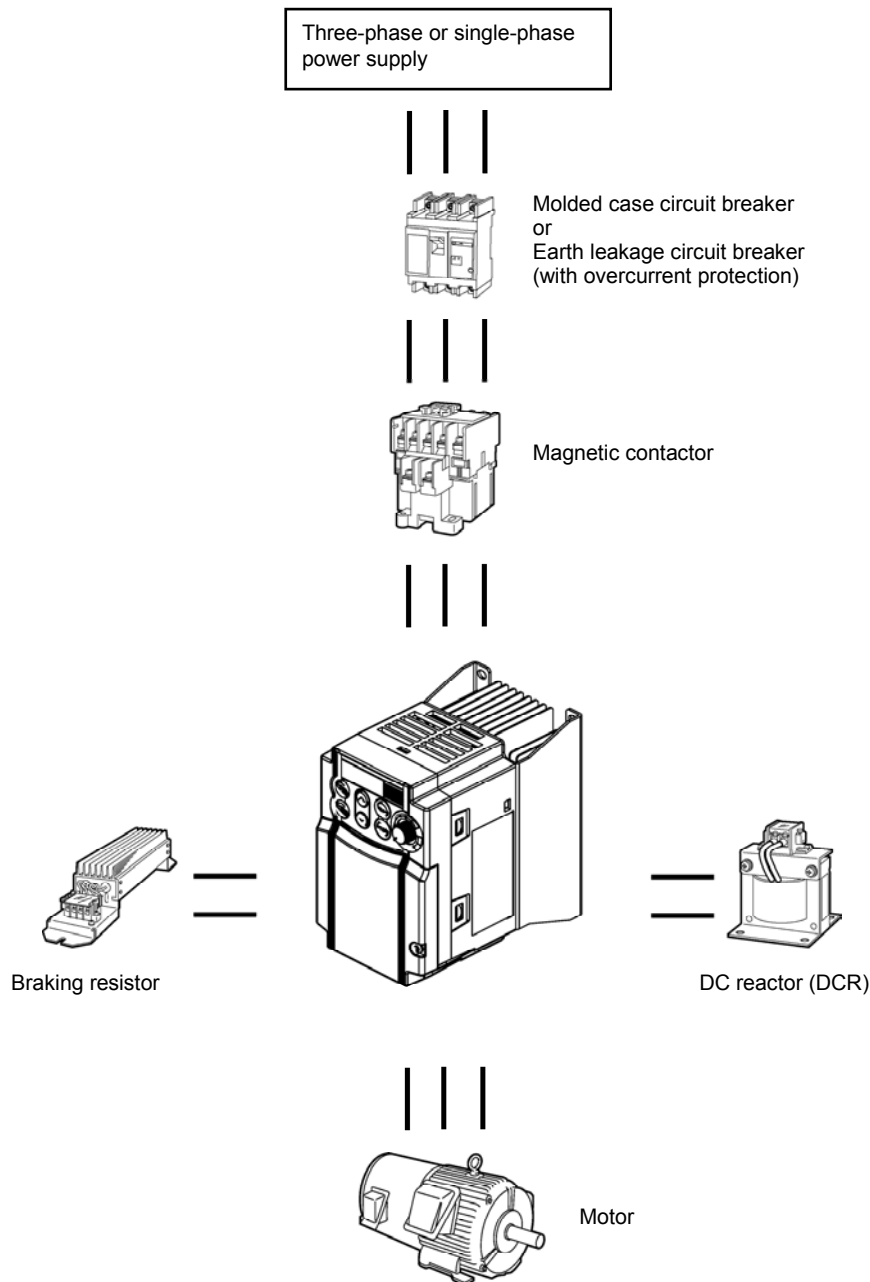 Three-phase or single-phase
power supply
Molded case circuit breaker
or
Earth leakage circuit breaker
(with overcurrent protection)
Magnetic contactor
Braking resistor
DC reactor (DCR)
Motor